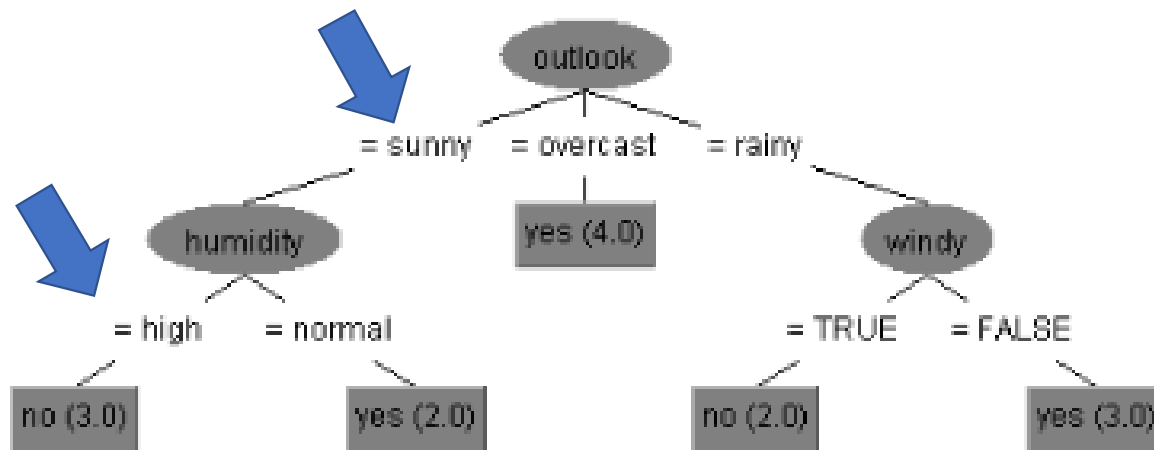 outlook
= sunny = overcast = rainy
humidity yes (4.0) windy
= high = normal = TRUE = FALSE
no (3.0) yes (2.0) no (2.0) yes (3.0)